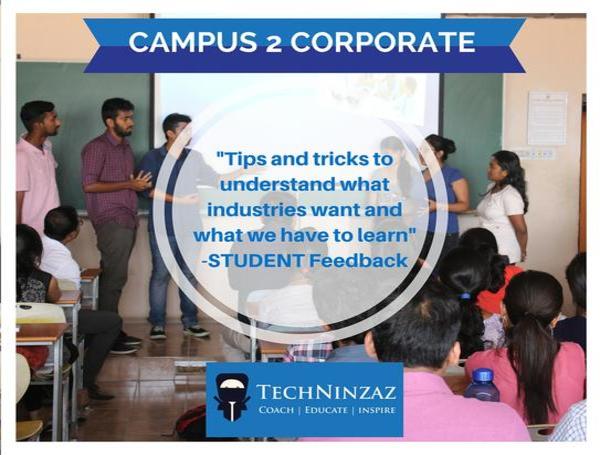 CAMPUS 2 CORPORATE
"Tips and tricks to
understand what
industries want and
what we have to learn"
-STUDENT Feedback
TECHNINZAZ
COACH | EDUCATE | INSPIRE